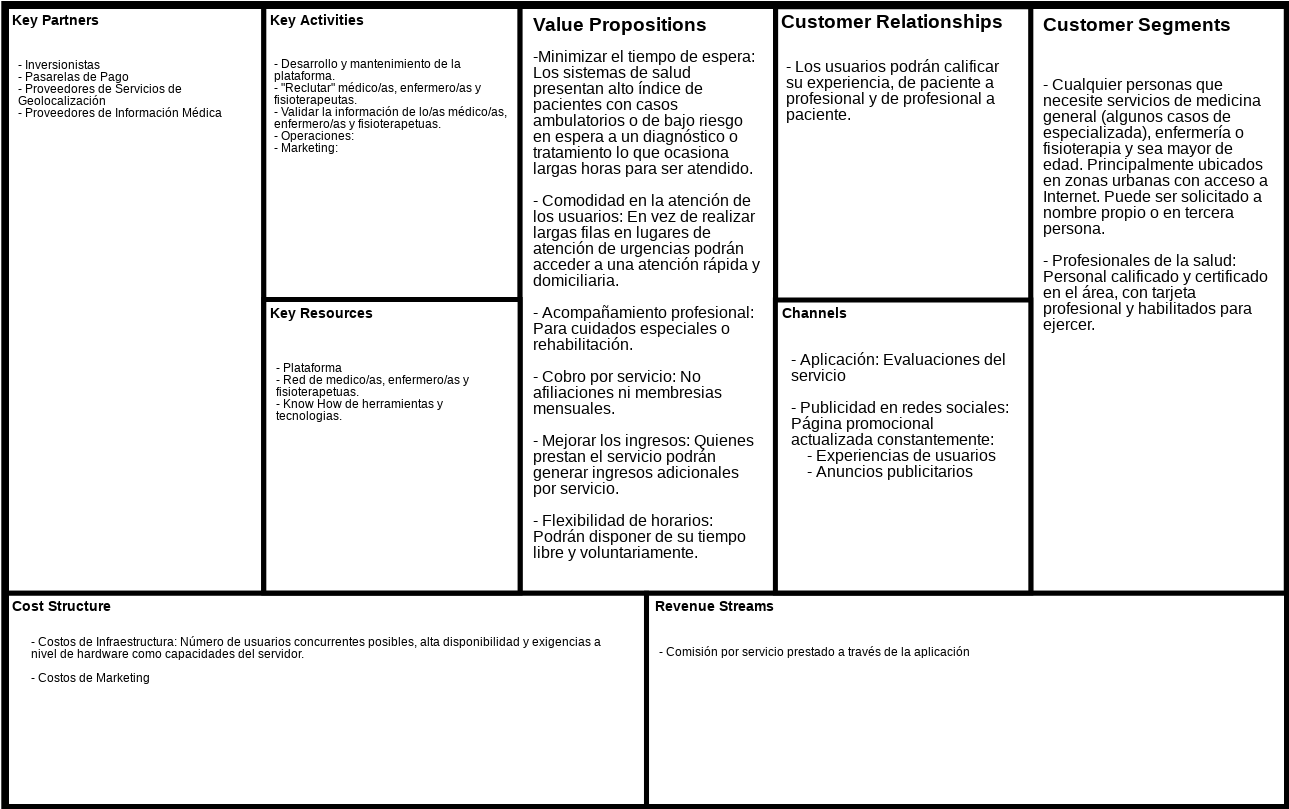 Key Partners
- Inversionistas
- Pasarelas de Pago
- Proveedores de Servicios de
Geolocalización
- Proveedores de Información Médica
Key Activities
- Desarrollo y mantenimiento de la
plataforma.
- "Reclutar" médico/as, enfermero/as y
fisioterapeutas.
- Validar la información de lo/as médico/as,
enfermero/as y fisioterapetuas.
- Operaciones:
- Marketing:
Key Resources
- Plataforma
- Red de medico/as, enfermero/as y
fisioterapetuas.
- Know How de herramientas y
tecnologias.
Value Propositions
-Minimizar el tiempo de espera:
Los sistemas de salud
presentan alto índice de
pacientes con casos
ambulatorios o de bajo riesgo
en espera a un diagnóstico o
tratamiento lo que ocasiona
largas horas para ser atendido.
- Comodidad en la atención de
los usuarios: En vez de realizar
largas filas en lugares de
atención de urgencias podrán
acceder a una atención rápida y
domiciliaria.
- Acompañamiento profesional:
Para cuidados especiales o
rehabilitación.
- Cobro por servicio: No
afiliaciones ni membresias
mensuales.
- Mejorar los ingresos: Quienes
prestan el servicio podrán
generar ingresos adicionales
por servicio.
- Flexibilidad de horarios:
Podrán disponer de su tiempo
libre y voluntariamente.
Customer Relationships
- Los usuarios podrán calificar
su experiencia, de paciente a
profesional y de profesional a
paciente.
Channels
- Aplicación: Evaluaciones del
servicio
- Publicidad en redes sociales:
Página promocional
actualizada constantemente:
- Experiencias de usuarios
- Anuncios publicitarios
Customer Segments
- Cualquier personas que
necesite servicios de medicina
general (algunos casos de
especializada), enfermería o
fisioterapia y sea mayor de
edad. Principalmente ubicados
en zonas urbanas con acceso a
Internet. Puede ser solicitado a
nombre propio o en tercera
persona.
- Profesionales de la salud:
Personal calificado y certificado
en el área, con tarjeta
profesional y habilitados para
ejercer.
Cost Structure
- Costos de Infraestructura: Número de usuarios concurrentes posibles, alta disponibilidad y exigencias a
nivel de hardware como capacidades del servidor.
- Costos de Marketing
Revenue Streams
- Comisión por servicio prestado a través de la aplicación